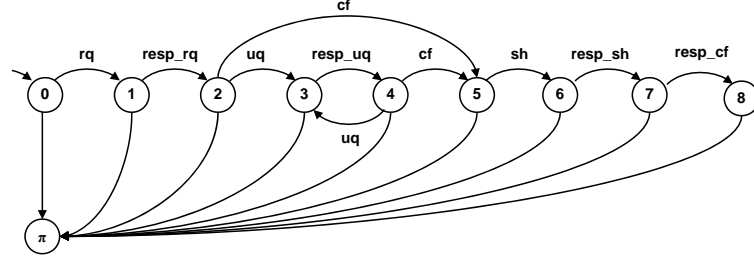 cf
rq resp_rq uq resp_uq cf sh resp_sh resp_cf
0 1 2 3 4 5 6 7 8
uq
π